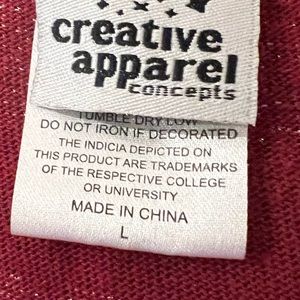 creative
apparel
concepts
TUMBLE DRY LOW
DO NOT IRON IF DECORATED
THE INDICIA DEPICTED ON
THIS PRODUCT ARE TRADEMARKS
OF THE RESPECTIVE COLLEGE
OR UNIVERSITY
MADE IN CHINA
L